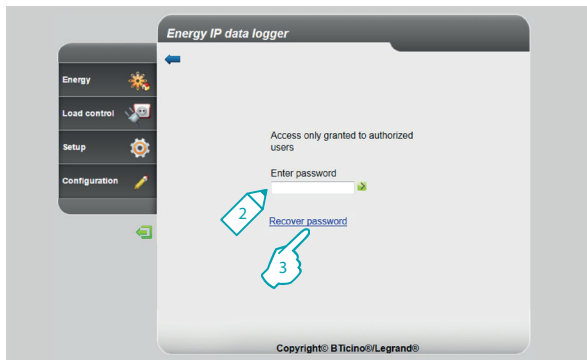 Energy IP data logger
Energy
Load control
Setup
Configuration
Access only granted to authorized
users
Enter password
2
Recover password
3
Copyright© BTicino®/Legrand®